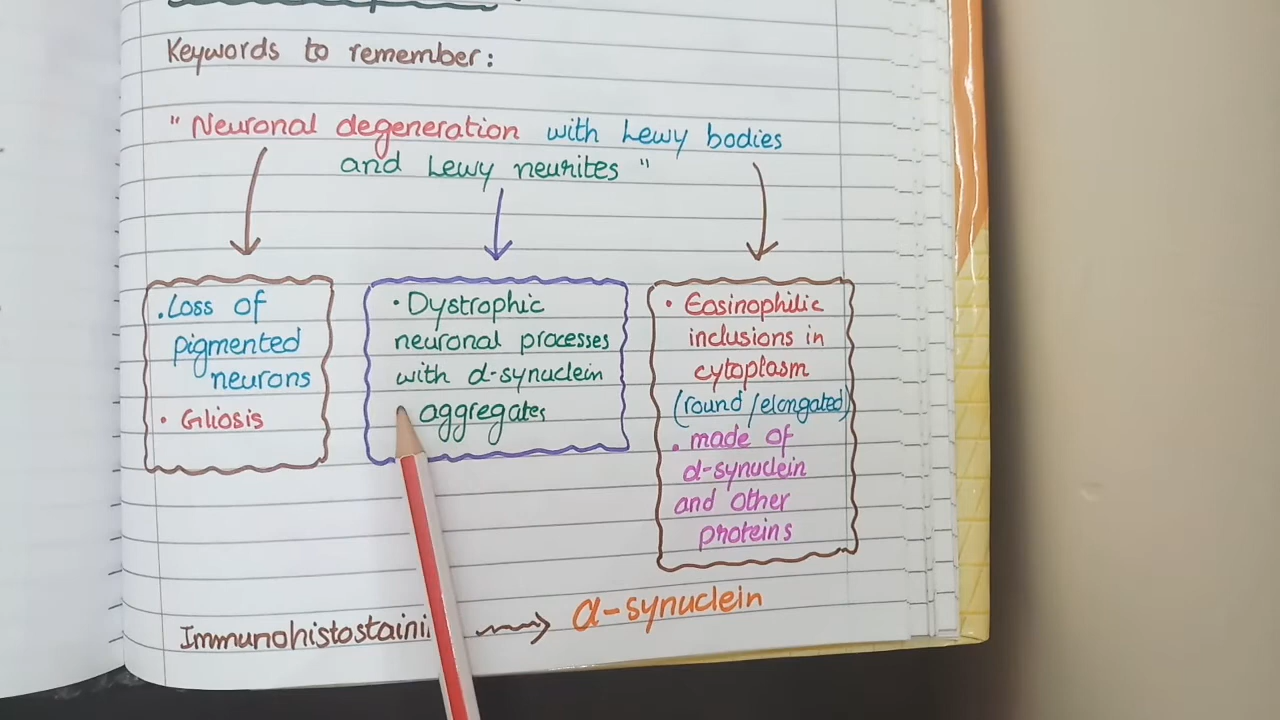 Keywords to remember:
"Neuronal degeneration with Lewy bodies
and Lewy neurites"
.Loss of
pigmented
neurons
• Gliosis
• Dystrophic
neuronal processes
with α-synuclein
aggregates
• Eosinophilic
inclusions in
cytoplasm
(round/elongated)
. made of
α-synuclein
and other
proteins
α-synuclein